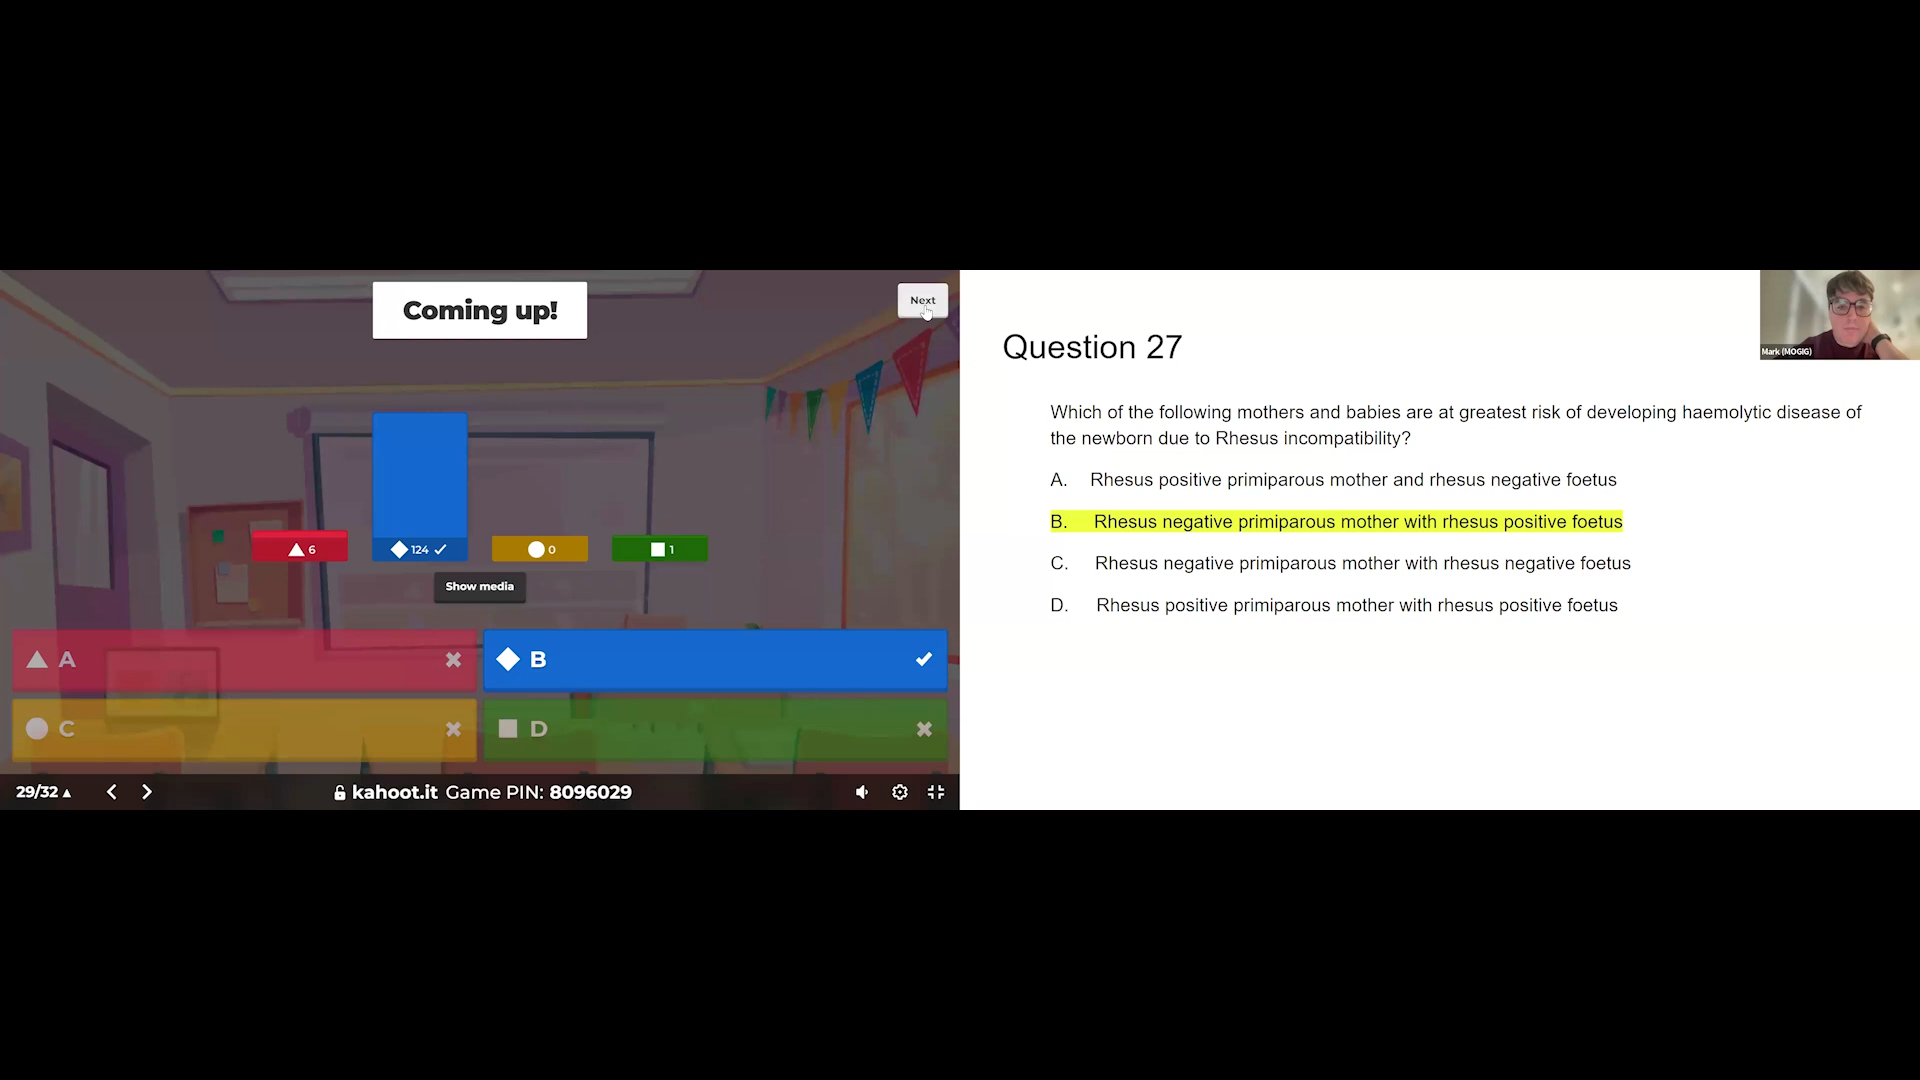 Coming up!
Next
6
124
0
1
Show media
A
B
C
D
29/32
kahoot.it Game PIN: 8096029
Mark (MOGIG)
Question 27
Which of the following mothers and babies are at greatest risk of developing haemolytic disease of
the newborn due to Rhesus incompatibility?
A. Rhesus positive primiparous mother and rhesus negative foetus
B. Rhesus negative primiparous mother with rhesus positive foetus
C. Rhesus negative primiparous mother with rhesus negative foetus
D. Rhesus positive primiparous mother with rhesus positive foetus